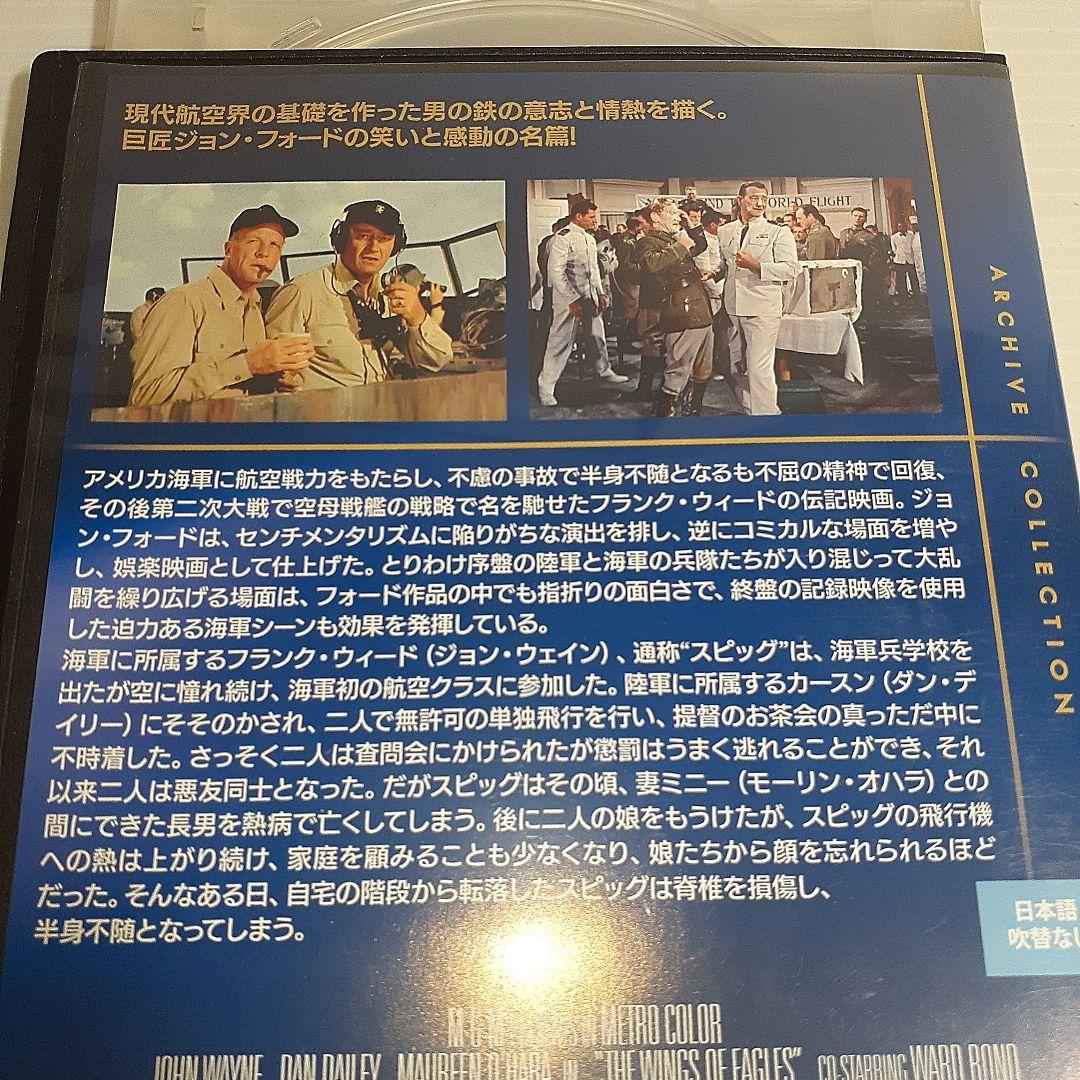 現代航空界の基礎を作った男の鉄の意志と情熱を描く。
巨匠ジョン・フォードの笑いと感動の名篇!
WORLD FLIGHT
ARCHIVE COLLECTION
アメリカ海軍に航空戦力をもたらし、不慮の事故で半身不随となるも不屈の精神で回復、
その後第二次大戦で空母戦艦の戦略で名を馳せたフランク・ウィードの伝記映画。ジョ
ン・フォードは、センチメンタリズムに陥りがちな演出を排し、逆にコミカルな場面を増や
し、娯楽映画として仕上げた。とりわけ序盤の陸軍と海軍の兵隊たちが入り混じって大乱
闘を繰り広げる場面は、フォード作品の中でも指折りの面白さで、終盤の記録映像を使用
した迫力ある海軍シーンも効果を発揮している。
海軍に所属するフランク・ウィード（ジョン・ウェイン）、通称“スピッグ”は、海軍兵学校を
出たが空に憧れ続け、海軍初の航空クラスに参加した。陸軍に所属するカースン（ダン・デ
イリー）にそそのかされ、二人で無許可の単独飛行を行い、提督のお茶会の真っただ中に
不時着した。さっそく二人は査問会にかけられたが懲罰はうまく逃れることができ、それ
以来二人は悪友同士となった。だがスピッグはその頃、妻ミニー（モーリン・オハラ）との
間にできた長男を熱病で亡くしてしまう。後に二人の娘をもうけたが、スピッグの飛行機
への熱は上がり続け、家庭を顧みることも少なくなり、娘たちから顔を忘れられるほど
だった。そんなある日、自宅の階段から転落したスピッグは脊椎を損傷し、
半身不随となってしまう。
日本語
吹替なし
METRO COLOR
JOHN WAYNE DAN DAILEY MAUREEN O'HARA IN "THE WINGS OF EAGLES" CO-STARRING WARD BOND